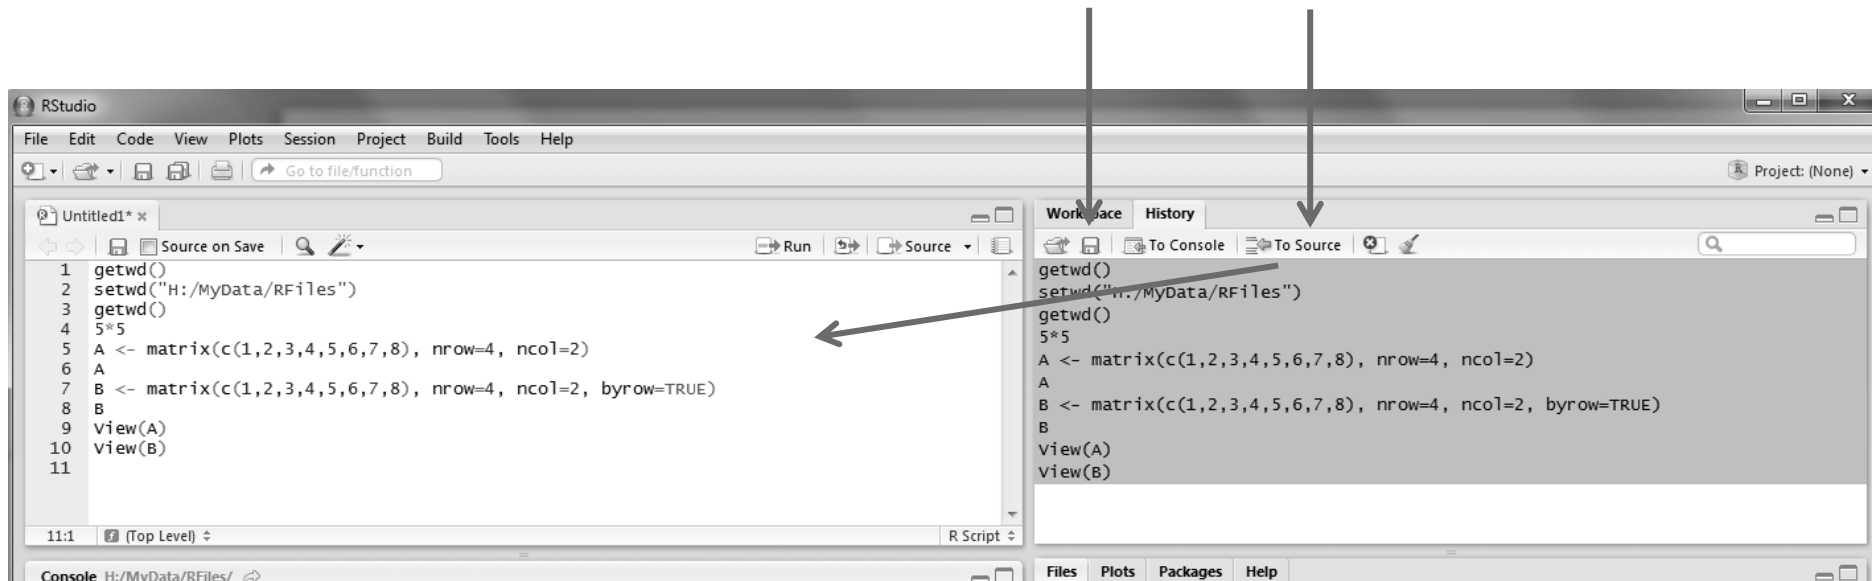 RStudio
File Edit Code View Plots Session Project Build Tools Help
Go to file/function
Project: (None)
Untitled1* ×
Source on Save
Run
Source
1 getwd()
2 setwd("H:/MyData/RFiles")
3 getwd()
4 5*5
5 A <- matrix(c(1,2,3,4,5,6,7,8), nrow=4, ncol=2)
6 A
7 B <- matrix(c(1,2,3,4,5,6,7,8), nrow=4, ncol=2, byrow=TRUE)
8 B
9 View(A)
10 View(B)
11
11:1 (Top Level) R Script
Console H:/MyData/RFiles/
Workspace History
To Console To Source
getwd()
setwd("H:/MyData/RFiles")
getwd()
5*5
A <- matrix(c(1,2,3,4,5,6,7,8), nrow=4, ncol=2)
A
B <- matrix(c(1,2,3,4,5,6,7,8), nrow=4, ncol=2, byrow=TRUE)
B
View(A)
View(B)
Files Plots Packages Help